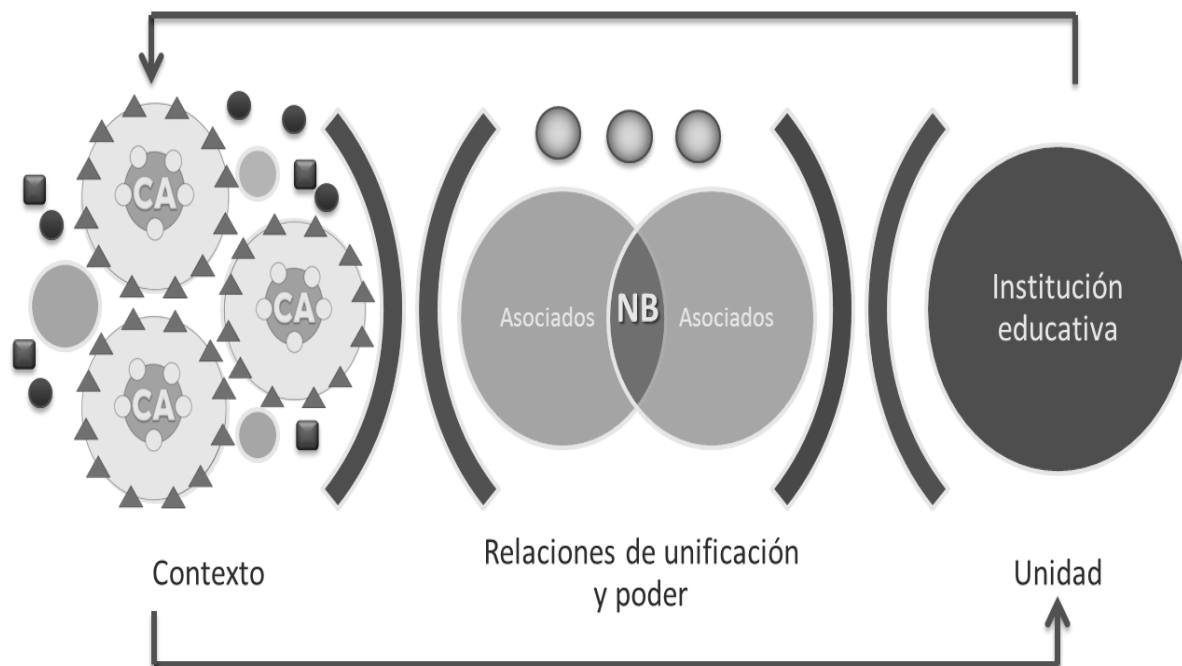 CA
CA
CA
Asociados
NB
Asociados
Institución
educativa
Contexto
Relaciones de unificación
y poder
Unidad